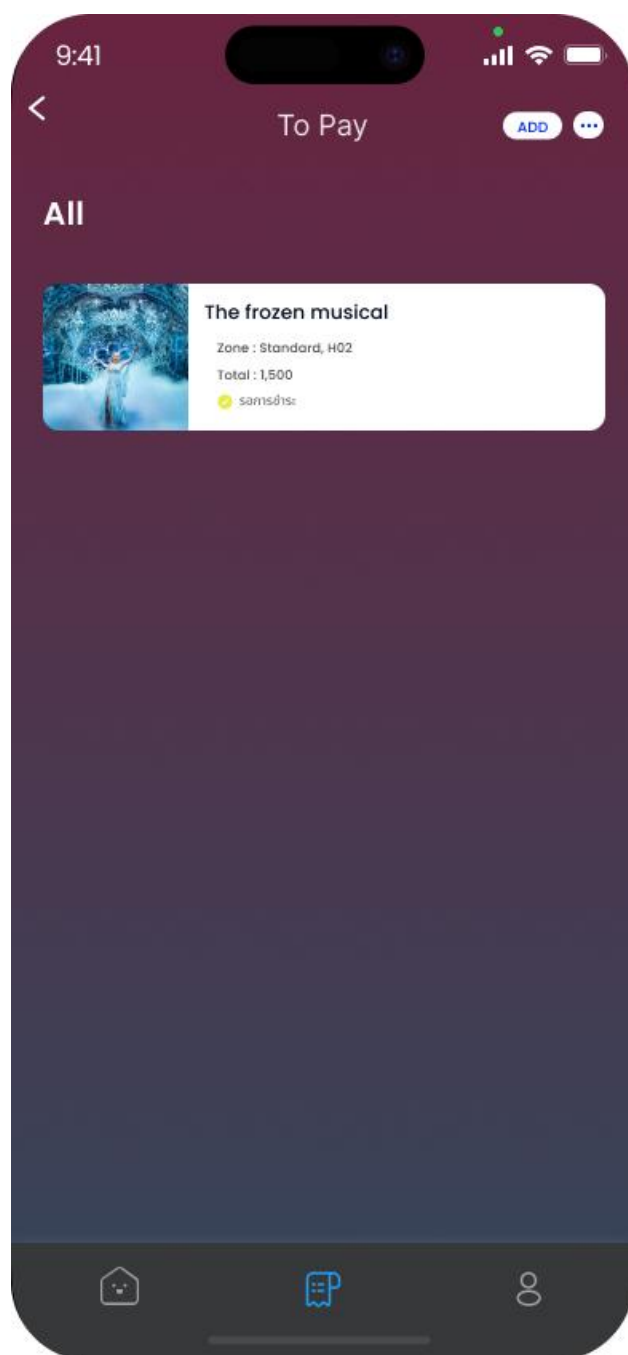 9:41
To Pay
ADD
All
The frozen musical
Zone : Standard, H02
Total : 1,500
รอการชำระ